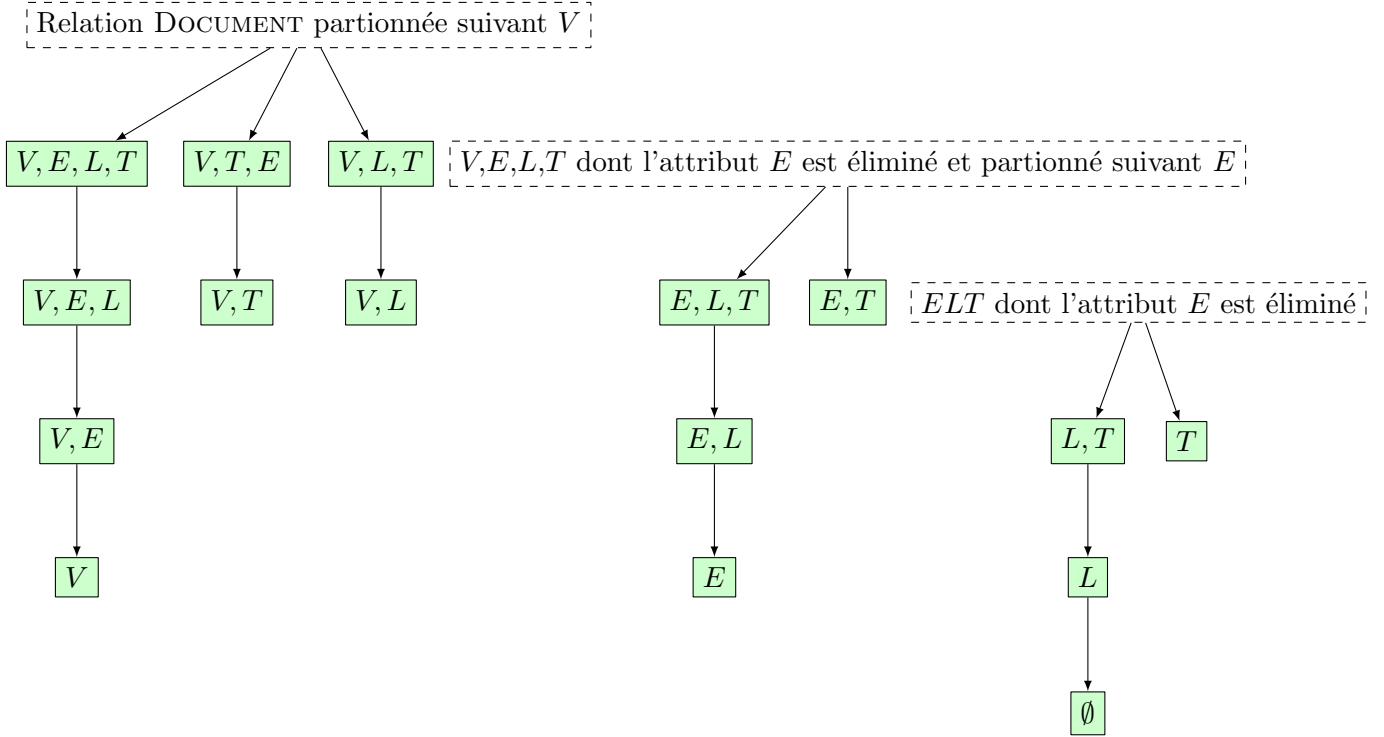 Relation DOCUMENT partionnée suivant V
V, E, L, T
V, T, E
V, L, T
V,E,L,T dont l'attribut E est éliminé et partionné suivant E
V, E, L
V, T
V, L
E, L, T
E, T
ELT dont l'attribut E est éliminé
V, E
E, L
L, T
T
V
E
L
∅